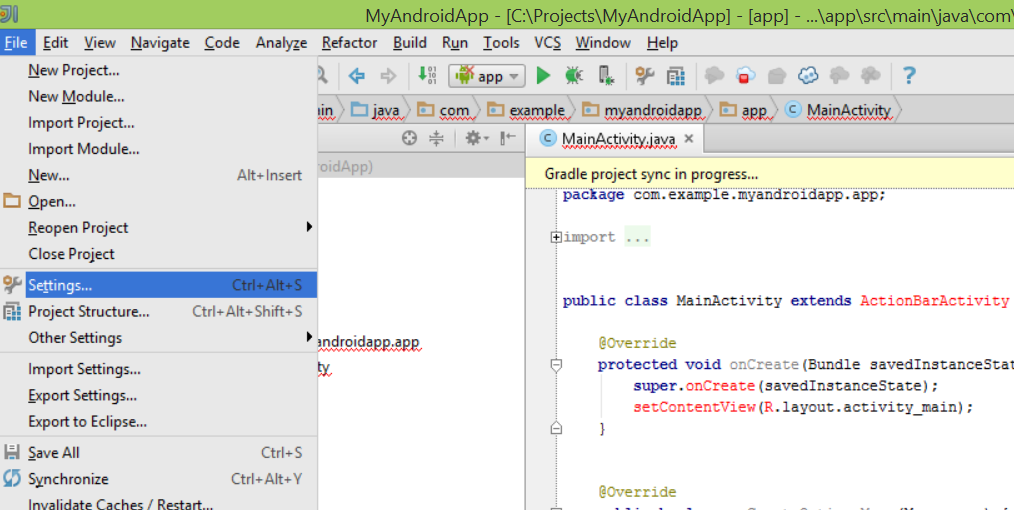 MyAndroidApp - [C:\Projects\MyAndroidApp] - [app] - ...\app\src\main\java\com\
File Edit View Navigate Code Analyze Refactor Build Run Tools VCS Window Help
app
java com example myandroidapp app MainActivity
New Project...
New Module...
Import Project...
Import Module...
New... Alt+Insert
Open...
Reopen Project
Close Project
Settings... Ctrl+Alt+S
Project Structure... Ctrl+Alt+Shift+S
Other Settings
Import Settings...
Export Settings...
Export to Eclipse...
Save All Ctrl+S
Synchronize Ctrl+Alt+Y
Invalidate Caches / Restart...
roidApp)
androidapp.app
ty
MainActivity.java
Gradle project sync in progress...
package com.example.myandroidapp.app;
import ...
public class MainActivity extends ActionBarActivity
@Override
protected void onCreate(Bundle savedInstanceStat
super.onCreate(savedInstanceState);
setContentView(R.layout.activity_main);
}
@Override